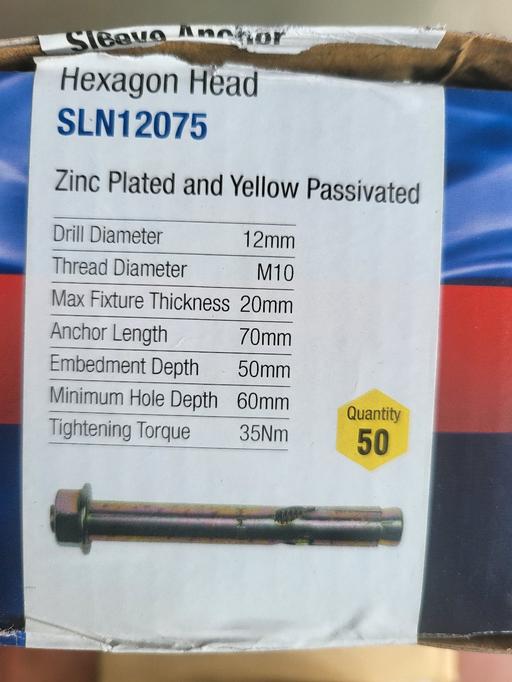 Sleeve Anchor
Hexagon Head
SLN12075
Zinc Plated and Yellow Passivated
Drill Diameter 12mm
Thread Diameter M10
Max Fixture Thickness 20mm
Anchor Length 70mm
Embedment Depth 50mm
Minimum Hole Depth 60mm
Tightening Torque 35Nm
Quantity
50